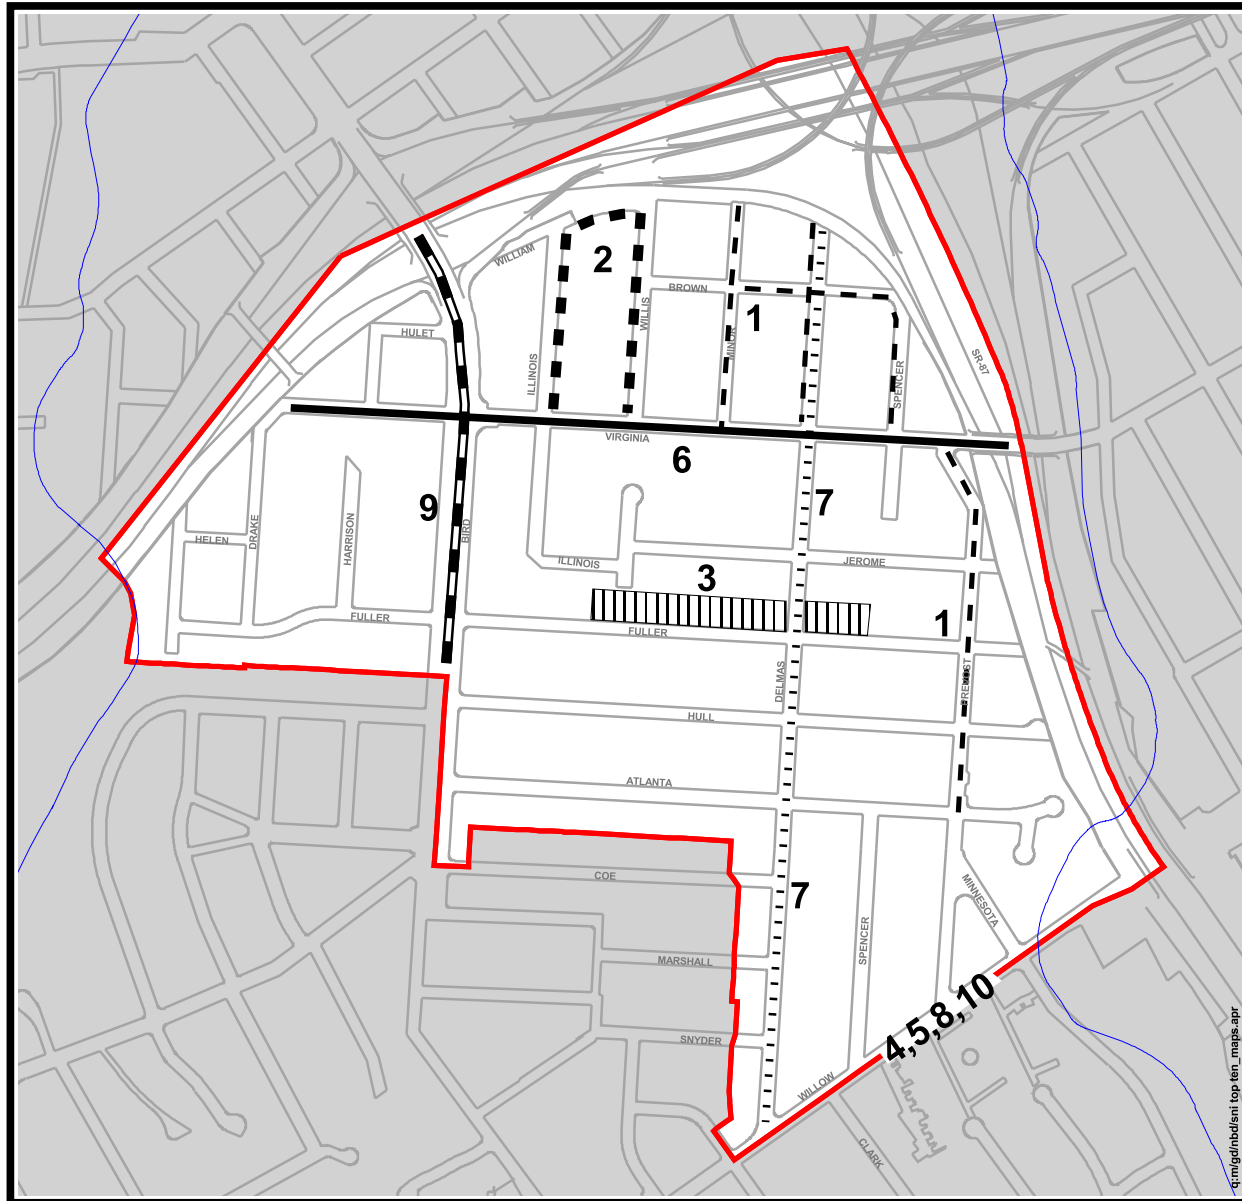 WILLIAM
2
BROWN
WILLIS
1
MINOR
HULET
ILLINOIS
SPENCER
SR-87
VIRGINIA
6
9
7
BIRD
DRAKE
HARRISON
HELEN
ILLINOIS
JEROME
3
FULLER
FULLER
1
DELMAS
HULL
ATLANTA
COE
7
MINNESOTA
SPENCER
MARSHALL
4,5,8,10
SNYDER
WILLOW
CLARK
q:m/gd/nbd/sni top ten_maps.apr